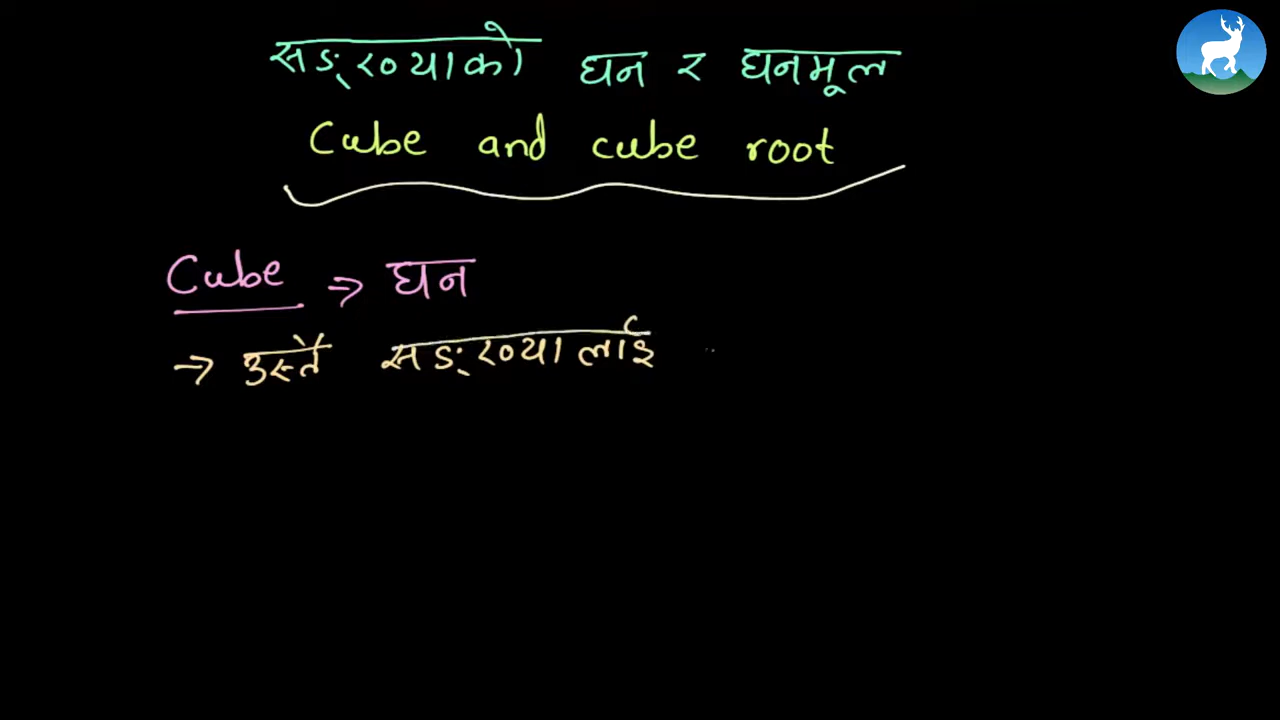 सङ्ख्याको घन र घनमूल
Cube and cube root
Cube ⇒ घन
→ उस्तै सङ्ख्यालाई